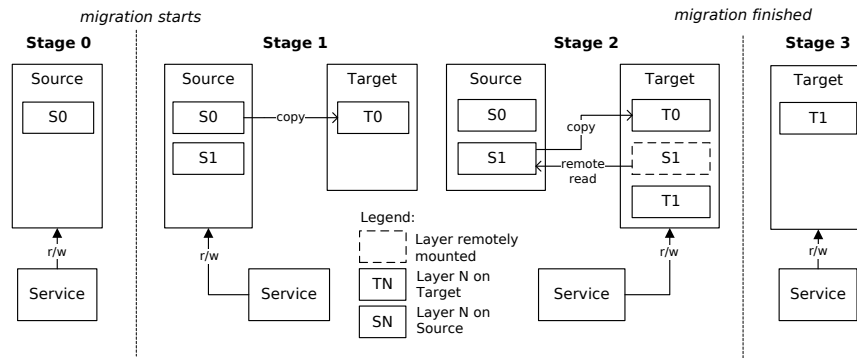 migration starts
migration finished
Stage 0
Stage 1
Stage 2
Stage 3
Source
S0
r/w
Service
Source
S0
S1
copy
Target
T0
r/w
Service
Legend:
Layer remotely
mounted
TN
Layer N on
Target
SN
Layer N on
Source
Source
S0
S1
copy
remote
read
Target
T0
S1
T1
r/w
Service
Target
T1
r/w
Service